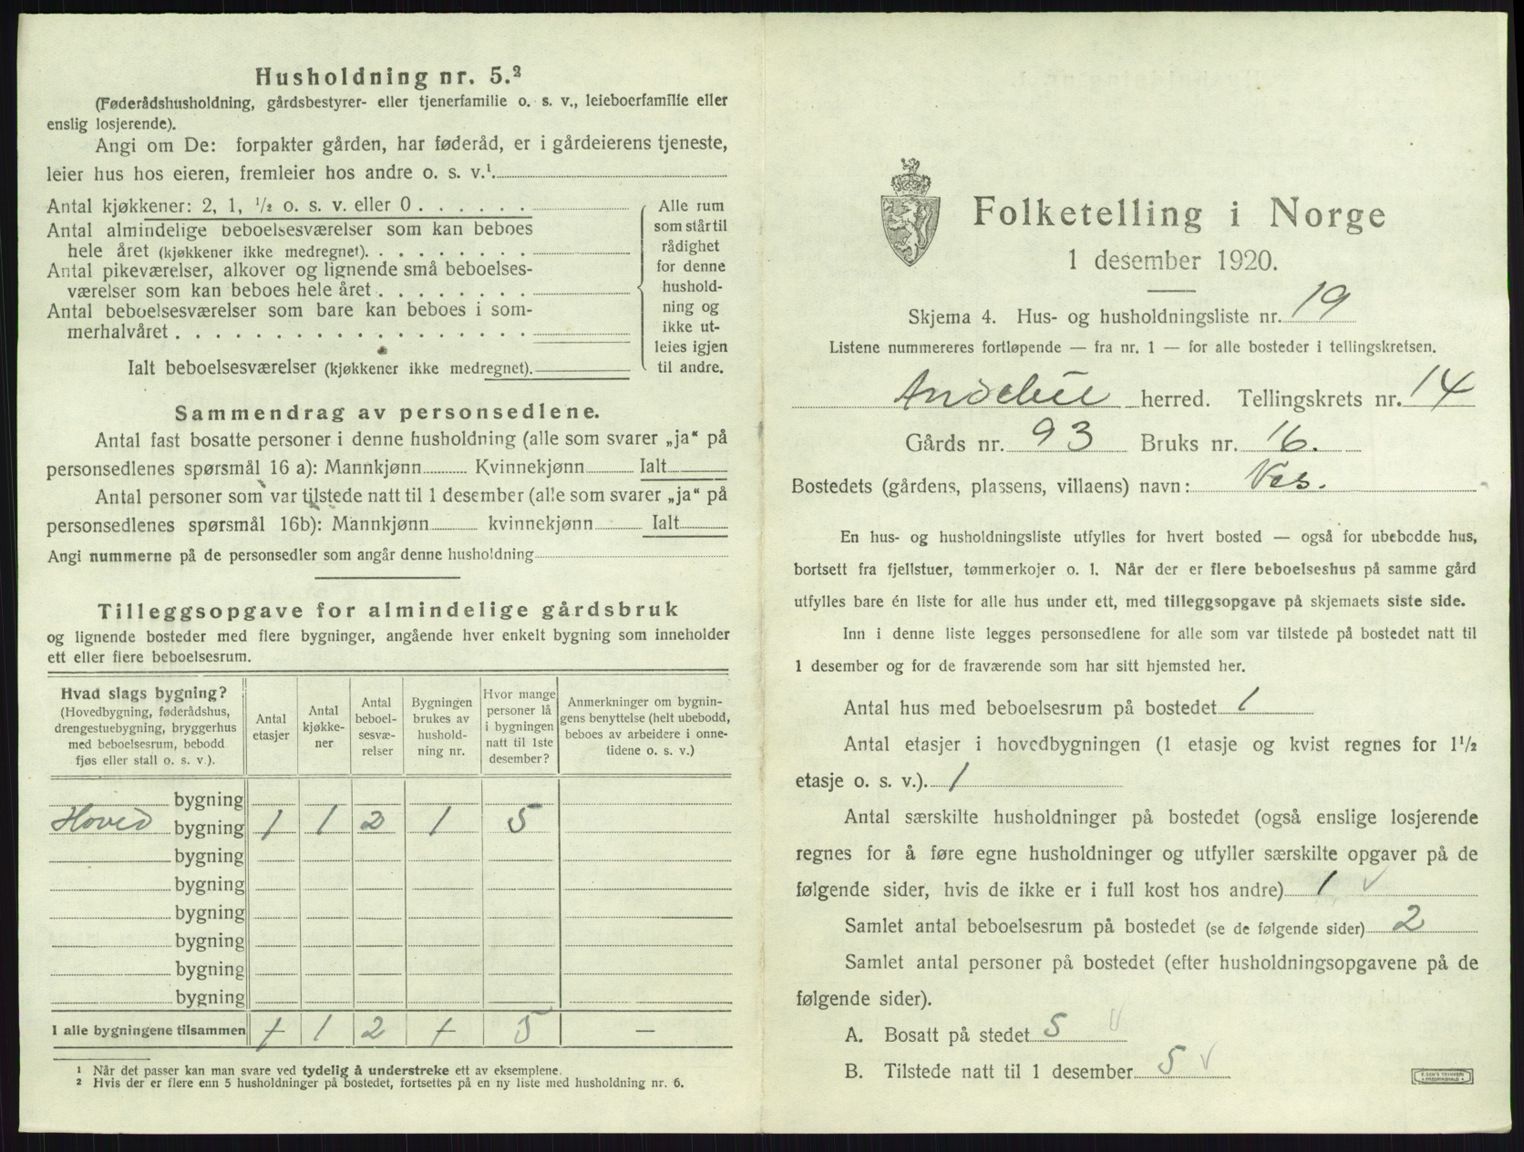 Husholdning nr. 5.²
(Føderådshusholdning, gårdsbestyrer- eller tjenerfamilie o. s. v., leieboerfamilie eller
enslig losjerende).
Angi om De: forpakter gården, har føderåd, er i gårdeierens tjeneste,
leier hus hos eieren, fremleier hos andre o. s. v.¹
Antal kjøkkener: 2, 1, ½ o. s. v. eller 0
Antal almindelige beboelsesværelser som kan beboes
hele året (kjøkkener ikke medregnet)
Antal pikeværelser, alkover og lignende små beboelses-
værelser som kan beboes hele året
Antal beboelsesværelser som bare kan beboes i som-
merhalvåret
Ialt beboelsesværelser (kjøkkener ikke medregnet)
Alle rum
som står til
rådighet
for denne
hushold-
ning og
ikke ut-
leies igjen
til andre.
Sammendrag av personsedlene.
Antal fast bosatte personer i denne husholdning (alle som svarer „ja“ på
personsedlenes spørsmål 16 a): Mannkjønn Kvinnekjønn Ialt
Antal personer som var tilstede natt til 1 desember (alle som svarer „ja“ på
personsedlenes spørsmål 16b): Mannkjønn kvinnekjønn Ialt
Angi nummerne på de personsedler som angår denne husholdning
Tilleggsopgave for almindelige gårdsbruk
og lignende bosteder med flere bygninger, angående hver enkelt bygning som inneholder
ett eller flere beboelsesrum.
Hvad slags bygning?
(Hovedbygning, føderådshus,
drengestuebygning, bryggerhus
med beboelsesrum, bebodd
fjøs eller stall o. s. v.).
Antal
etasjer
Antal
kjøkke-
ner
Antal
beboel-
sesvæ-
relser
Bygningen
brukes av
hushold-
ning nr.
Hvor mange
personer lå
i bygningen
natt til 1ste
desember?
Anmerkninger om bygnin-
gens benyttelse (helt ubebodd,
beboes av arbeidere i onne-
tidene o. s. v.)
bygning
Hoved bygning 1 1 2 1 5
bygning
bygning
bygning
bygning
bygning
bygning
I alle bygningene tilsammen 1 1 2 1 5 —
¹ Når det passer kan man svare ved tydelig å understreke ett av eksemplene.
² Hvis der er flere enn 5 husholdninger på bostedet, fortsettes på en ny liste med husholdning nr. 6.
Folketelling i Norge
1 desember 1920.
Skjema 4. Hus- og husholdningsliste nr. 19
Listene nummereres fortløpende — fra nr. 1 — for alle bosteder i tellingskretsen.
Andebu herred. Tellingskrets nr. 14
Gårds nr. 93 Bruks nr. 16.
Bostedets (gårdens, plassens, villaens) navn: Ves.
En hus- og husholdningsliste utfylles for hvert bosted — også for ubebodde hus,
bortsett fra fjellstuer, tømmerkojer o. l. Når der er flere beboelseshus på samme gård
utfylles bare én liste for alle hus under ett, med tilleggsopgave på skjemaets siste side.
Inn i denne liste legges personsedlene for alle som var tilstede på bostedet natt til
1 desember og for de fraværende som har sitt hjemsted her.
Antal hus med beboelsesrum på bostedet 1
Antal etasjer i hovedbygningen (1 etasje og kvist regnes for 1½
etasje o. s. v.). 1
Antal særskilte husholdninger på bostedet (også enslige losjerende
regnes for å føre egne husholdninger og utfyller særskilte opgaver på de
følgende sider, hvis de ikke er i full kost hos andre) 1 ✓
Samlet antal beboelsesrum på bostedet (se de følgende sider) 2
Samlet antal personer på bostedet (efter husholdningsopgavene på de
følgende sider).
A. Bosatt på stedet 5 ✓
B. Tilstede natt til 1 desember 5 ✓